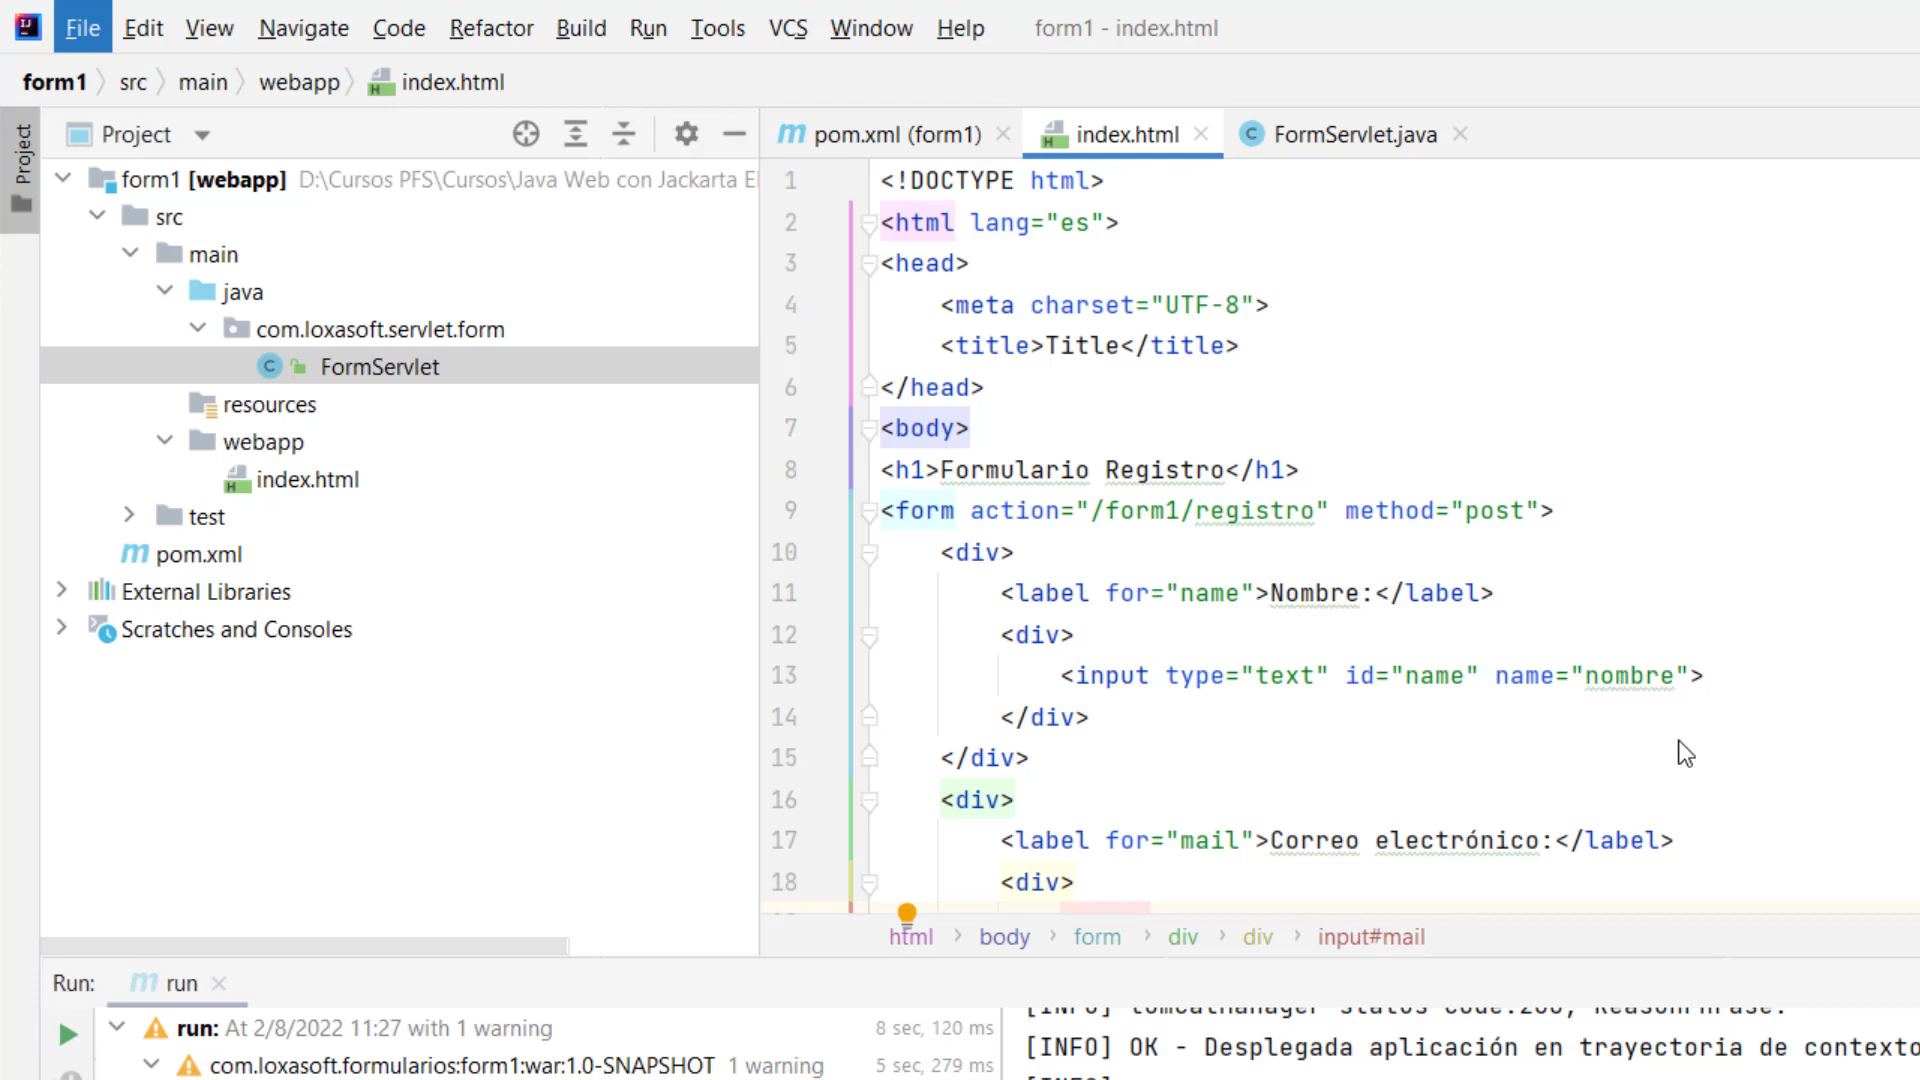 File Edit View Navigate Code Refactor Build Run Tools VCS Window Help form1 - index.html
form1 src main webapp index.html
Project
Project
pom.xml (form1) index.html FormServlet.java
form1 [webapp] D:\Cursos PFS\Cursos\Java Web con Jackarta E
src
main
java
com.loxasoft.servlet.form
FormServlet
resources
webapp
index.html
test
pom.xml
External Libraries
Scratches and Consoles
1 <!DOCTYPE html>
2 <html lang="es">
3 <head>
4 <meta charset="UTF-8">
5 <title>Title</title>
6 </head>
7 <body>
8 <h1>Formulario Registro</h1>
9 <form action="/form1/registro" method="post">
10 <div>
11 <label for="name">Nombre:</label>
12 <div>
13 <input type="text" id="name" name="nombre">
14 </div>
15 </div>
16 <div>
17 <label for="mail">Correo electrónico:</label>
18 <div>
html body form div div input#mail
Run: run
run: At 2/8/2022 11:27 with 1 warning 8 sec, 120 ms
com.loxasoft.formularios:form1:war:1.0-SNAPSHOT 1 warning 5 sec, 279 ms
[INFO] tomcatManager status code:200, ReasonPhrase:
[INFO] OK - Desplegada aplicación en trayectoria de contexto